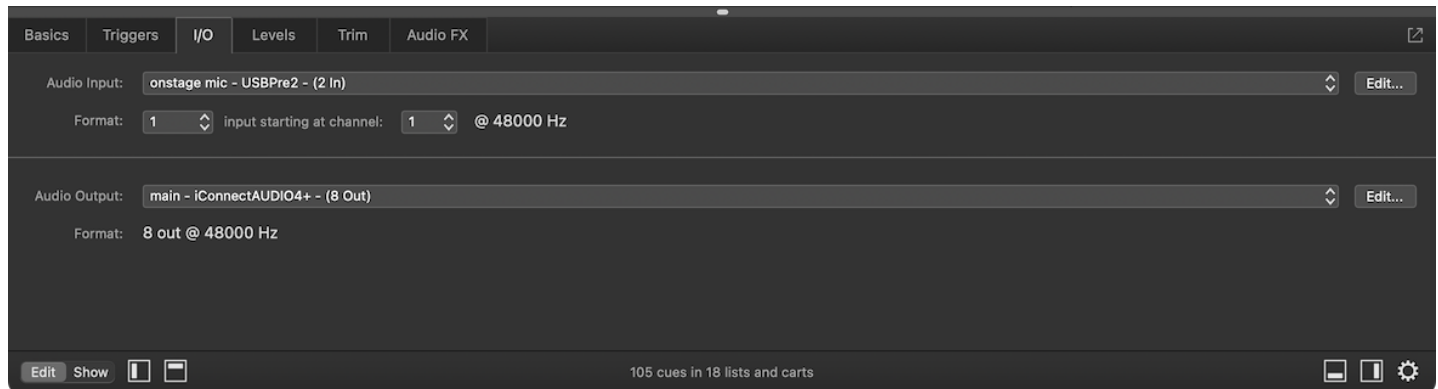 Basics Triggers I/O Levels Trim Audio FX
Audio Input: onstage mic - USBPre2 - (2 In) Edit...
Format: 1 input starting at channel: 1 @ 48000 Hz
Audio Output: main - iConnectAUDIO4+ - (8 Out) Edit...
Format: 8 out @ 48000 Hz
Edit Show 105 cues in 18 lists and carts